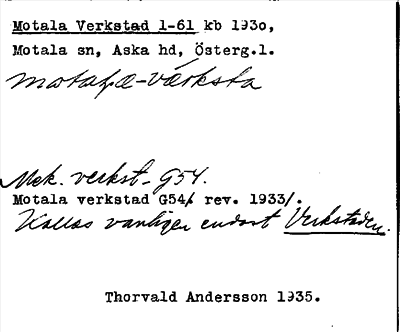 Motala Verkstad 1-61 kb 1930,
Motala sn, Aska hd, Österg.l.
motala-värksta
Mek. verkst. G54.
Motala verkstad G54/ rev. 1933/.
Kallas vanligen endast Verkstaden.
Thorvald Andersson 1935.